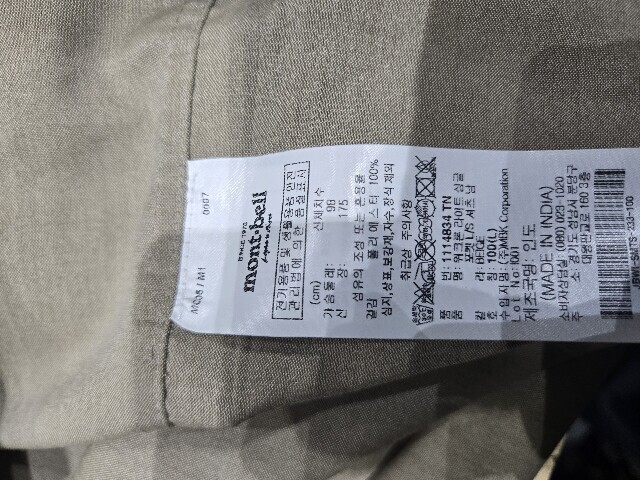 0007
MC06 / M1
SINCE 1975
mont-bell
전기용품 및 생활용품 안전
관리법에 의한 품질표시
(cm) 신체치수
가슴둘레: 98
신 장: 175
섬유의 조성 또는 혼용률
겉감 폴리에스터 100%
심지,상표,보강재,자수,장식 제외
취급상 주의사항
품 번: 1114834 TN
품 명: 워크로 라이트 싱글
포켓 L/S 셔츠 남
칼 라: BEIGE
호 칭: 100(L)
수입자명: (주)MBK Corporation
Lot No: 00
제조국명: 인도
(MADE IN INDIA)
소비자상담실 (080) 023-1020
주 소: 경기도 성남시 분당구
대왕판교로 160 3층